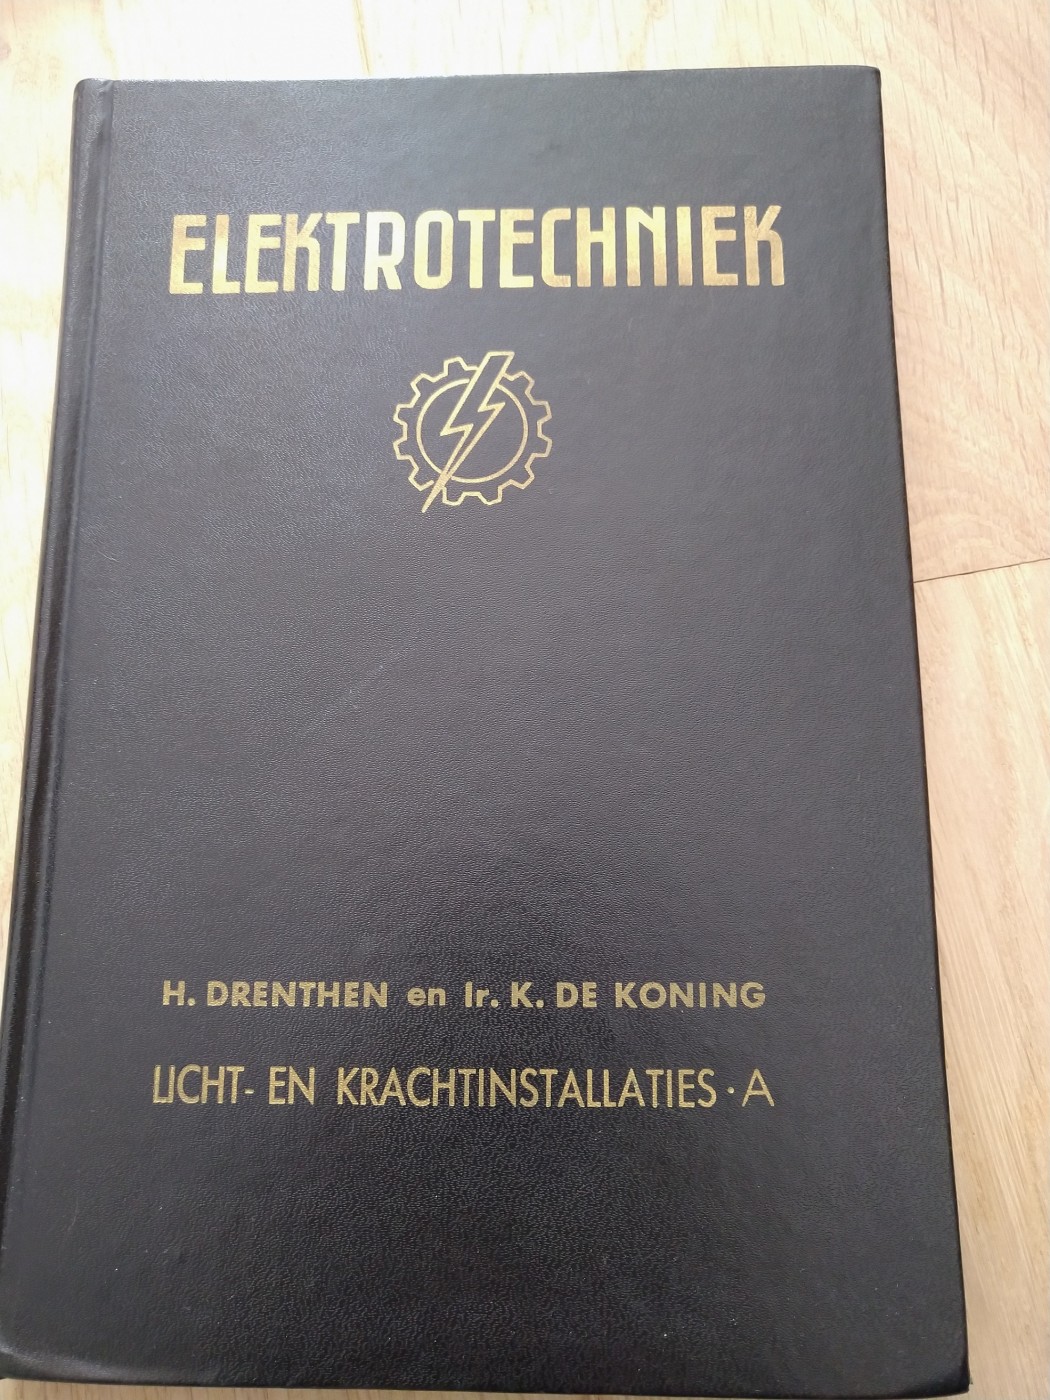 ELEKTROTECHNIEK
H. DRENTHEN en Ir. K. DE KONING
LICHT- EN KRACHTINSTALLATIES · A